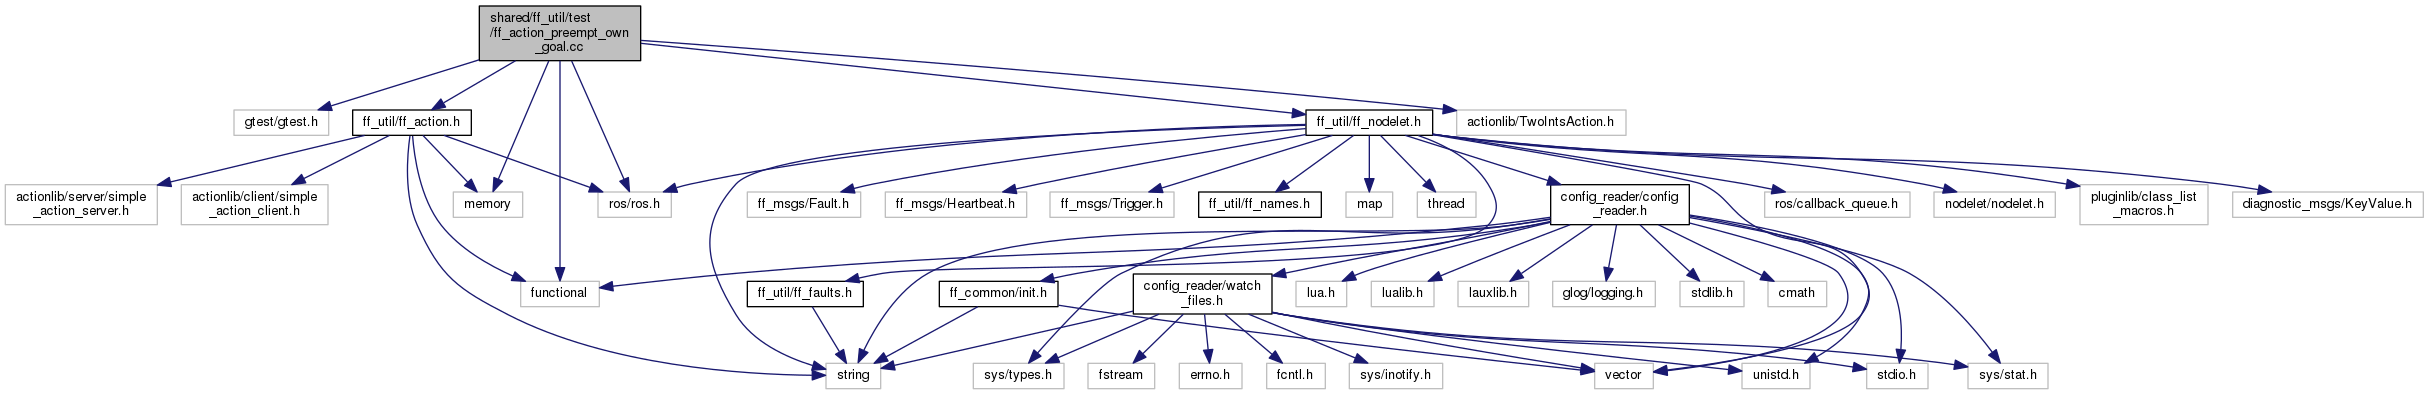 shared/ff_util/test
/ff_action_preempt_own
_goal.cc
gtest/gtest.h
ff_util/ff_action.h
ff_util/ff_nodelet.h
actionlib/TwoIntsAction.h
actionlib/server/simple
_action_server.h
actionlib/client/simple
_action_client.h
memory
ros/ros.h
ff_msgs/Fault.h
ff_msgs/Heartbeat.h
ff_msgs/Trigger.h
ff_util/ff_names.h
map
thread
config_reader/config
_reader.h
ros/callback_queue.h
nodelet/nodelet.h
pluginlib/class_list
_macros.h
diagnostic_msgs/KeyValue.h
functional
ff_util/ff_faults.h
ff_common/init.h
config_reader/watch
_files.h
lua.h
lualib.h
lauxlib.h
glog/logging.h
stdlib.h
cmath
string
sys/types.h
fstream
errno.h
fcntl.h
sys/inotify.h
vector
unistd.h
stdio.h
sys/stat.h